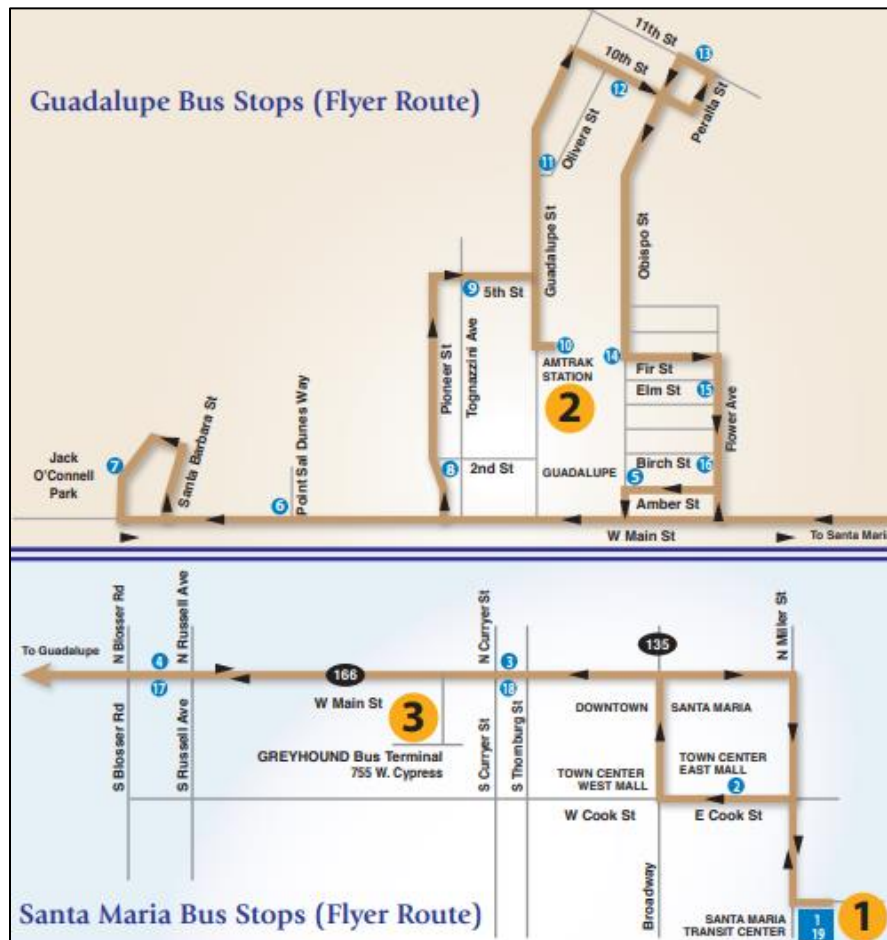 Guadalupe Bus Stops (Flyer Route)
11th St
13
10th St
12
Peralta St
Olivera St
11
Guadalupe St
Obispo St
9
5th St
10
AMTRAK
STATION
2
14
Fir St
Elm St
15
Flower Ave
Pioneer St
Tognazzini Ave
Point Sal Dunes Way
Santa Barbara St
Jack
O'Connell
Park
7
8
2nd St
GUADALUPE
5
Birch St
16
6
Amber St
W Main St
To Santa Maria
N Blosser Rd
N Russell Ave
N Curryer St
135
N Miller St
To Guadalupe
4
3
17
166
18
W Main St
3
DOWNTOWN
SANTA MARIA
S Blosser Rd
S Russell Ave
S Curryer St
S Thornburg St
GREYHOUND Bus Terminal
755 W. Cypress
TOWN CENTER
WEST MALL
TOWN CENTER
EAST MALL
2
W Cook St
E Cook St
Broadway
Santa Maria Bus Stops (Flyer Route)
SANTA MARIA
TRANSIT CENTER
1
19
1